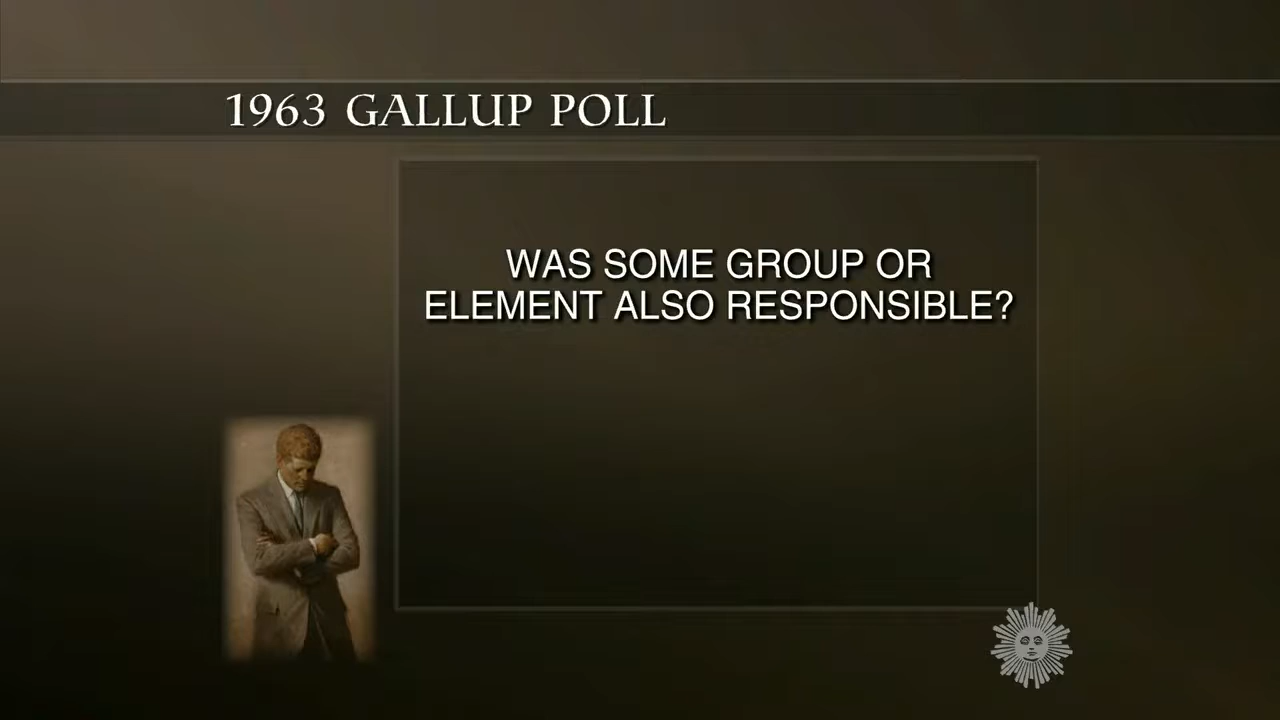 1963 GALLUP POLL
WAS SOME GROUP OR
ELEMENT ALSO RESPONSIBLE?